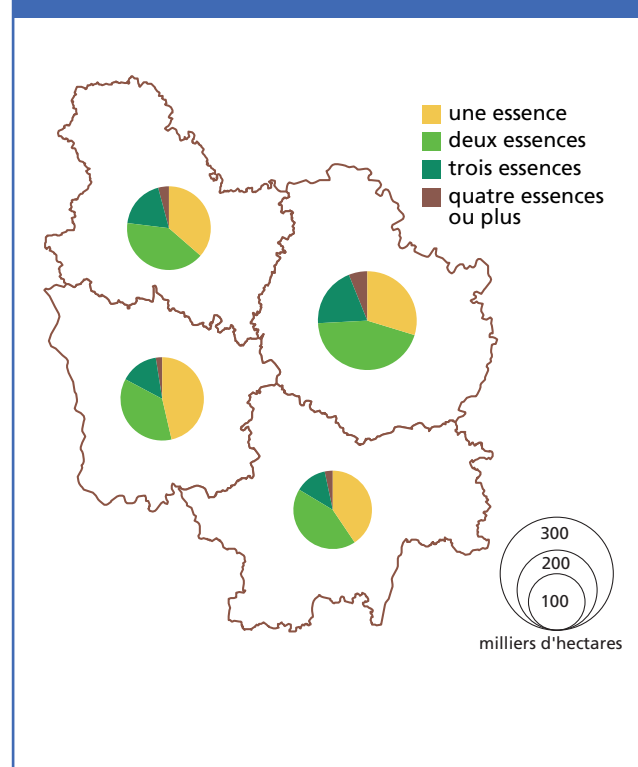 une essence
deux essences
trois essences
quatre essences
ou plus
300
200
100
milliers d'hectares